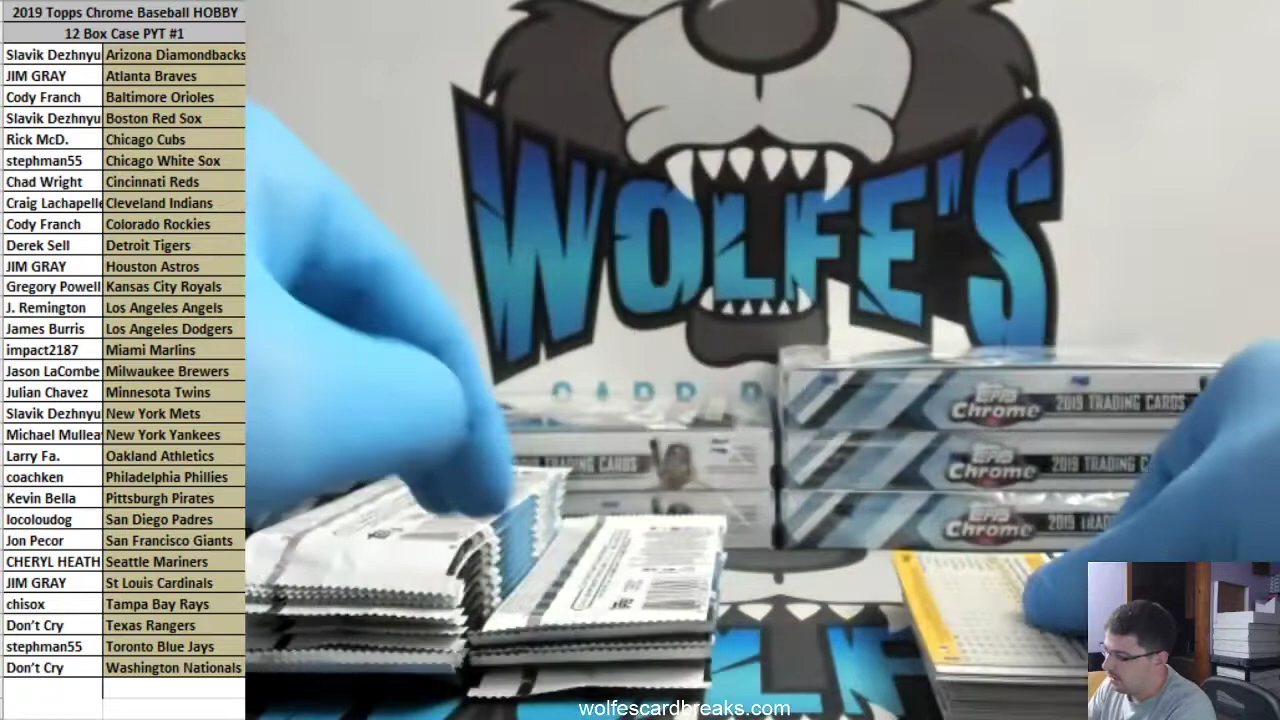 2019 Topps Chrome Baseball HOBBY
12 Box Case PYT #1
Slavik Dezhnyu Arizona Diamondbacks
JIM GRAY Atlanta Braves
Cody Franch Baltimore Orioles
Slavik Dezhnyu Boston Red Sox
Rick McD. Chicago Cubs
stephman55 Chicago White Sox
Chad Wright Cincinnati Reds
Craig Lachapelle Cleveland Indians
Cody Franch Colorado Rockies
Derek Sell Detroit Tigers
JIM GRAY Houston Astros
Gregory Powell Kansas City Royals
J. Remington Los Angeles Angels
James Burris Los Angeles Dodgers
impact2187 Miami Marlins
Jason LaCombe Milwaukee Brewers
Julian Chavez Minnesota Twins
Slavik Dezhnyu New York Mets
Michael Mullea New York Yankees
Larry Fa. Oakland Athletics
coachken Philadelphia Phillies
Kevin Bella Pittsburgh Pirates
locoloudog San Diego Padres
Jon Pecor San Francisco Giants
CHERYL HEATH Seattle Mariners
JIM GRAY St Louis Cardinals
chisox Tampa Bay Rays
Don't Cry Texas Rangers
stephman55 Toronto Blue Jays
Don't Cry Washington Nationals
WOLFE'S
CARD
Topps Chrome 2019 TRADING CARDS
TRADING CARDS
Topps Chrome 2019 TRADING
Topps Chrome 2019
wolfescardbreaks.com